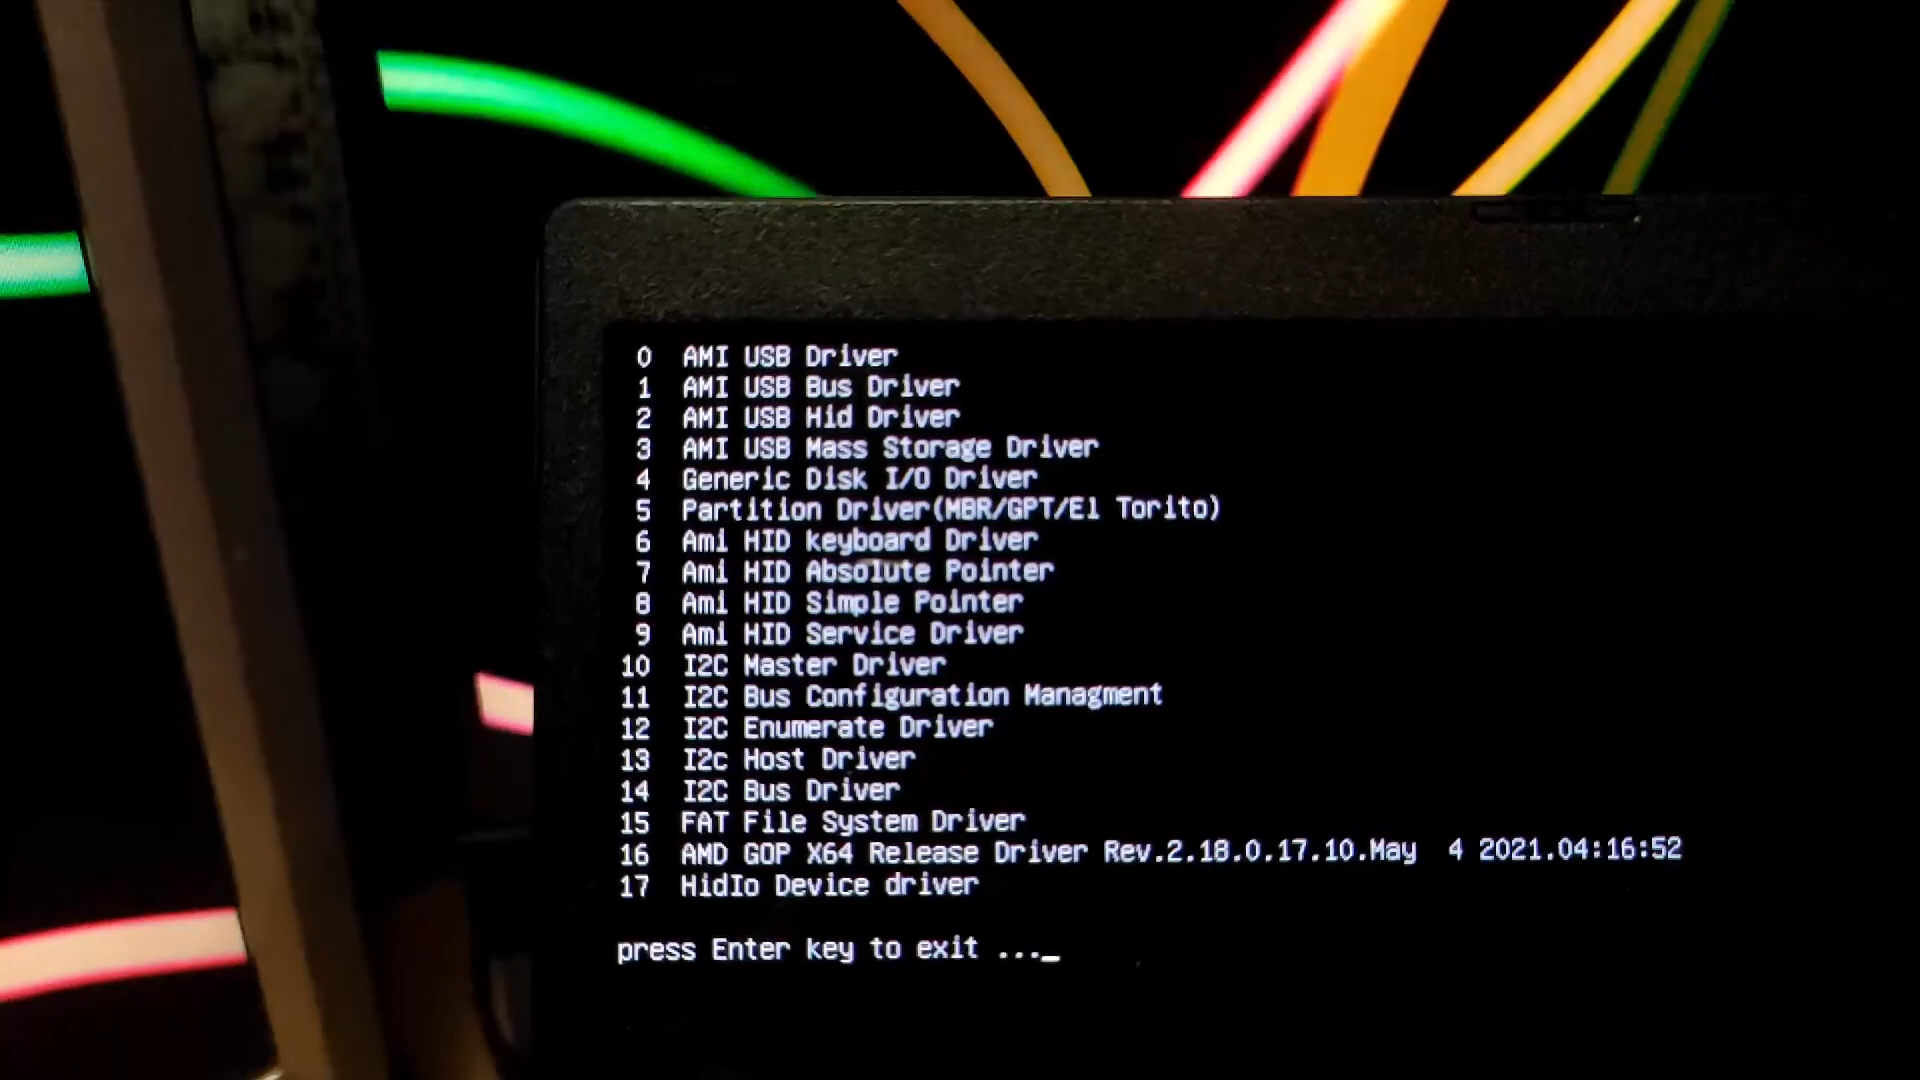 0 AMI USB Driver
1 AMI USB Bus Driver
2 AMI USB Hid Driver
3 AMI USB Mass Storage Driver
4 Generic Disk I/O Driver
5 Partition Driver(MBR/GPT/El Torito)
6 Ami HID keyboard Driver
7 Ami HID Absolute Pointer
8 Ami HID Simple Pointer
9 Ami HID Service Driver
10 I2C Master Driver
11 I2C Bus Configuration Managment
12 I2C Enumerate Driver
13 I2c Host Driver
14 I2C Bus Driver
15 FAT File System Driver
16 AMD GOP X64 Release Driver Rev.2.18.0.17.10.May  4 2021.04:16:52
17 HidIo Device driver
press Enter key to exit ..._